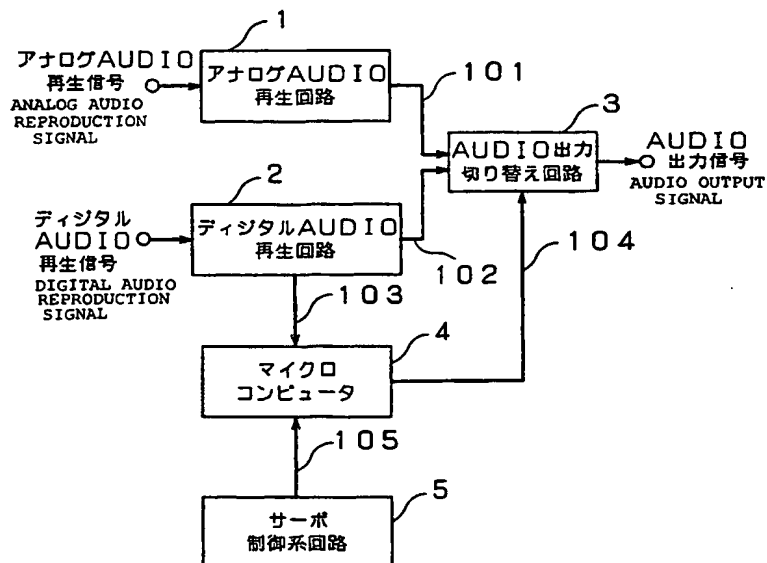 1
アナログAUDIO
再生信号
ANALOG AUDIO
REPRODUCTION
SIGNAL
アナログAUDIO
再生回路
101
3
AUDIO出力
切り替え回路
AUDIO
出力信号
AUDIO OUTPUT
SIGNAL
2
ディジタル
AUDIO
再生信号
DIGITAL AUDIO
REPRODUCTION
SIGNAL
ディジタルAUDIO
再生回路
102
104
103
4
マイクロ
コンピュータ
105
5
サーボ
制御系回路